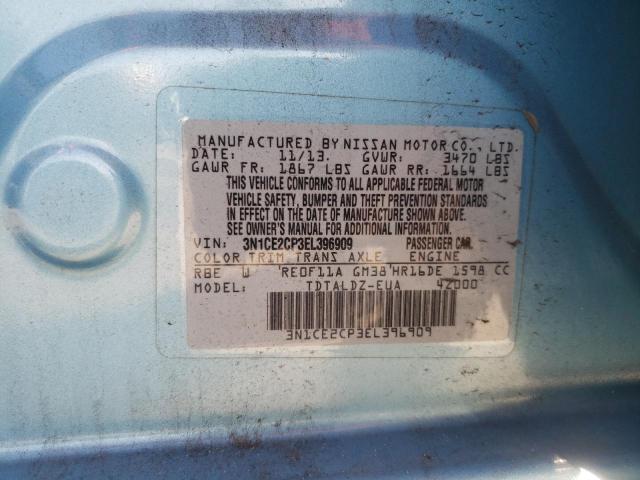 MANUFACTURED BY NISSAN MOTOR CO., LTD.
DATE: 11/13. GVWR: 3470 LBS
GAWR FR: 1867 LBS GAWR RR: 1664 LBS
THIS VEHICLE CONFORMS TO ALL APPLICABLE FEDERAL MOTOR
VEHICLE SAFETY, BUMPER AND THEFT PREVENTION STANDARDS
IN EFFECT ON THE DATE OF MANUFACTURE SHOWN ABOVE.
SEE OWNER'S MANUAL FOR ADDITIONAL INFORMATION.
VIN: 3N1CE2CP3EL396909 PASSENGER CAR
COLOR TRIM TRANS AXLE ENGINE
RBE W 'RE0F11A GM38'HR16DE 1598 CC
MODEL: TDTALDZ-EUA 4Z000
3N1CE2CP3EL396909